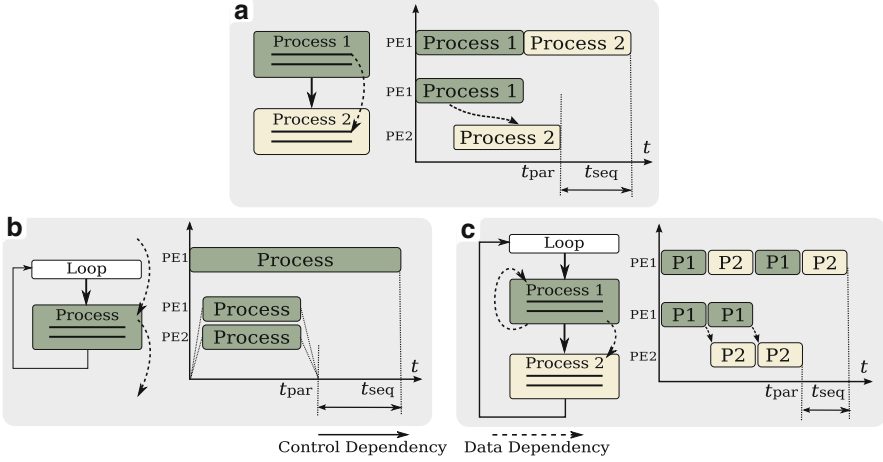 a
Process 1
Process 2
PE1 Process 1 Process 2
PE1 Process 1
PE2 Process 2
t
tpar tseq
b
Loop
Process
PE1 Process
PE1 Process
PE2 Process
t
tpar tseq
c
Loop
Process 1
Process 2
PE1 P1 P2 P1 P2
PE1 P1 P1
PE2 P2 P2
t
tpar tseq
Control Dependency Data Dependency